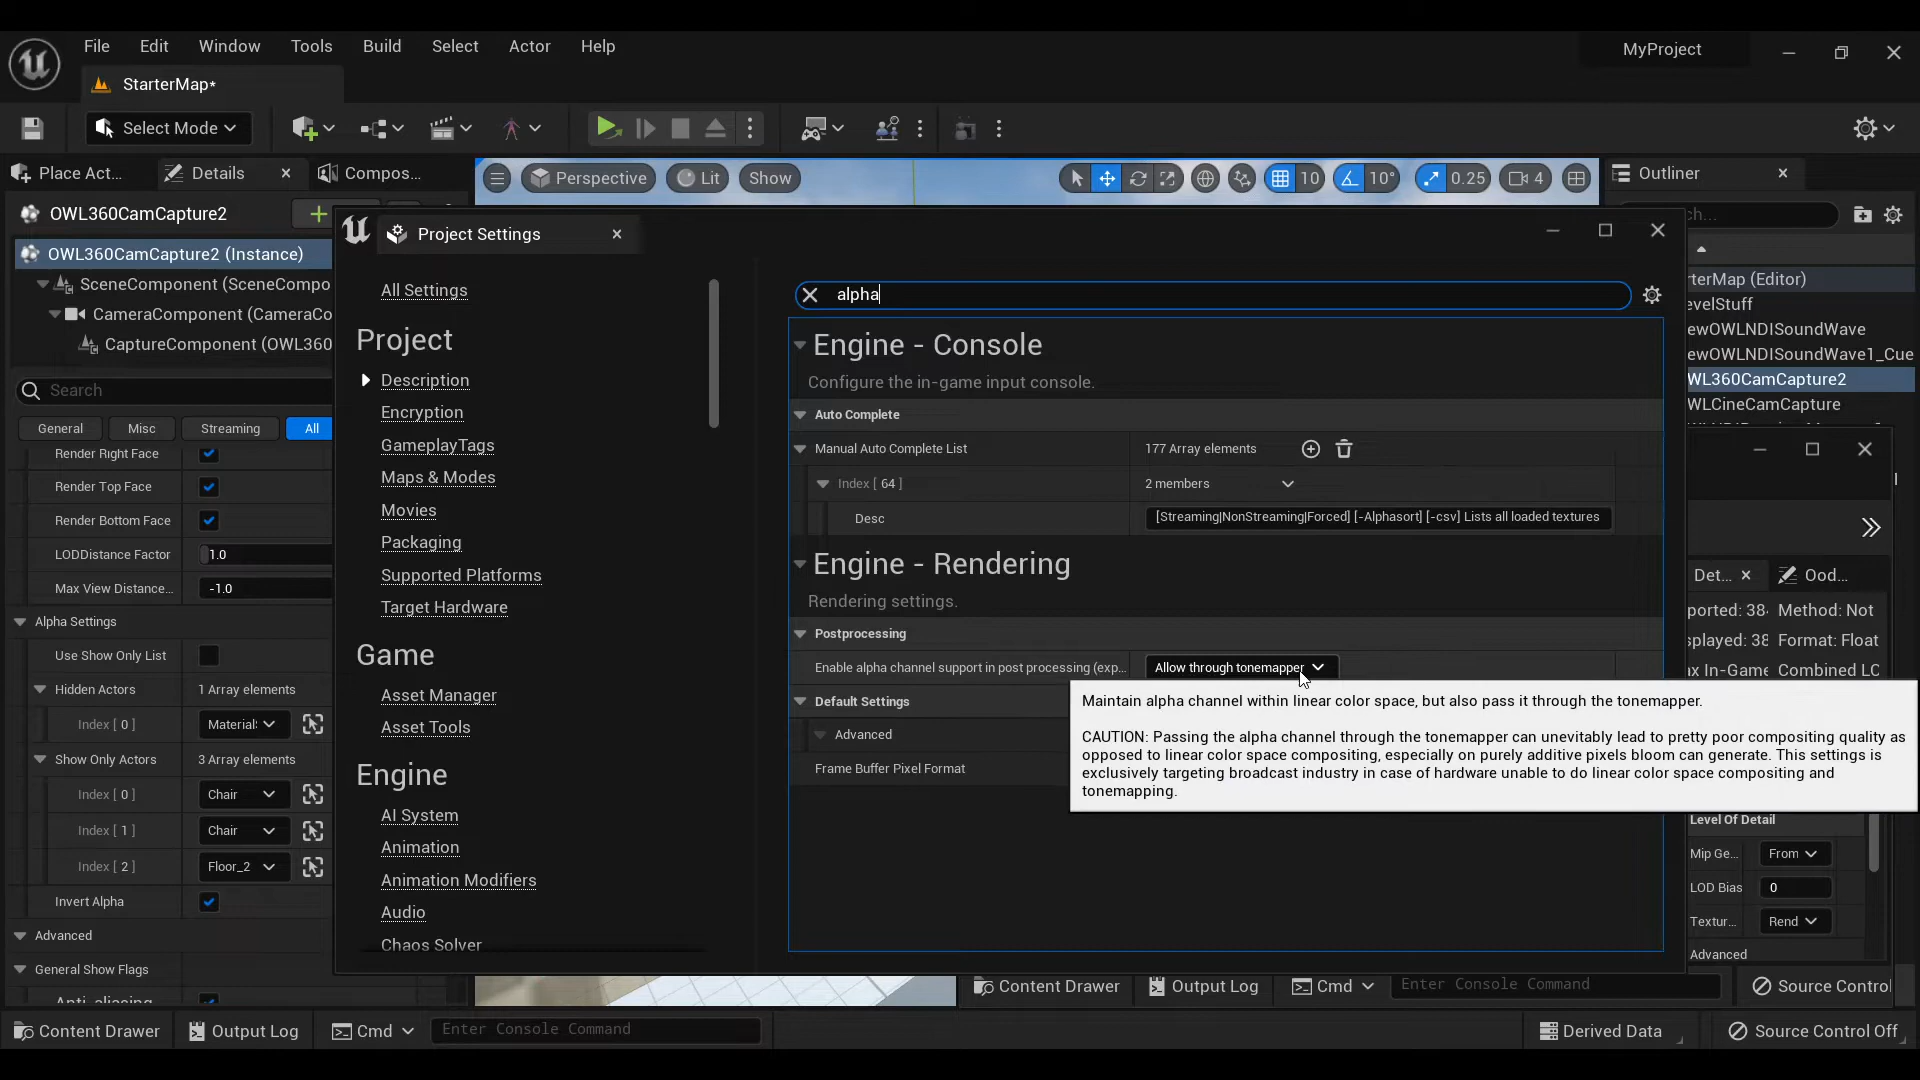 File Edit Window Tools Build Select Actor Help
MyProject
StarterMap*
Select Mode
Place Act...
Details
Compos...
Perspective
Lit
Show
10
10°
0.25
4
Outliner
OWL360CamCapture2
OWL360CamCapture2 (Instance)
SceneComponent (SceneCompo
CameraComponent (CameraCo
CaptureComponent (OWL360
Search
General
Misc
Streaming
All
Render Right Face
Render Top Face
Render Bottom Face
LODDistance Factor
1.0
Max View Distance...
-1.0
Alpha Settings
Use Show Only List
Hidden Actors
1 Array elements
Index [ 0 ]
Material:
Show Only Actors
3 Array elements
Index [ 0 ]
Chair
Index [ 1 ]
Chair
Index [ 2 ]
Floor_2
Invert Alpha
Advanced
General Show Flags
Anti-aliasing
Project Settings
All Settings
Project
Description
Encryption
GameplayTags
Maps & Modes
Movies
Packaging
Supported Platforms
Target Hardware
Game
Asset Manager
Asset Tools
Engine
AI System
Animation
Animation Modifiers
Audio
Chaos Solver
alpha
Engine - Console
Configure the in-game input console.
Auto Complete
Manual Auto Complete List
177 Array elements
Index [ 64 ]
2 members
Desc
[Streaming|NonStreaming|Forced] [-Alphasort] [-csv] Lists all loaded textures
Engine - Rendering
Rendering settings.
Postprocessing
Enable alpha channel support in post processing (exp...
Allow through tonemapper
Default Settings
Advanced
Frame Buffer Pixel Format
Maintain alpha channel within linear color space, but also pass it through the tonemapper.
CAUTION: Passing the alpha channel through the tonemapper can unevitably lead to pretty poor compositing quality as
opposed to linear color space compositing, especially on purely additive pixels bloom can generate. This settings is
exclusively targeting broadcast industry in case of hardware unable to do linear color space compositing and
tonemapping.
ch...
rterMap (Editor)
evelStuff
ewOWLNDISoundWave
ewOWLNDISoundWave1_Cue
WL360CamCapture2
WLCineCamCapture
Det...
Ood...
ported: 384
Method: Not
splayed: 38
Format: Float
ax In-Game
Combined LO
Level Of Detail
Mip Ge...
From
LOD Bias
0
Textur...
Rend
Advanced
Content Drawer
Output Log
Cmd
Enter Console Command
Source Control
Content Drawer
Output Log
Cmd
Enter Console Command
Derived Data
Source Control Off